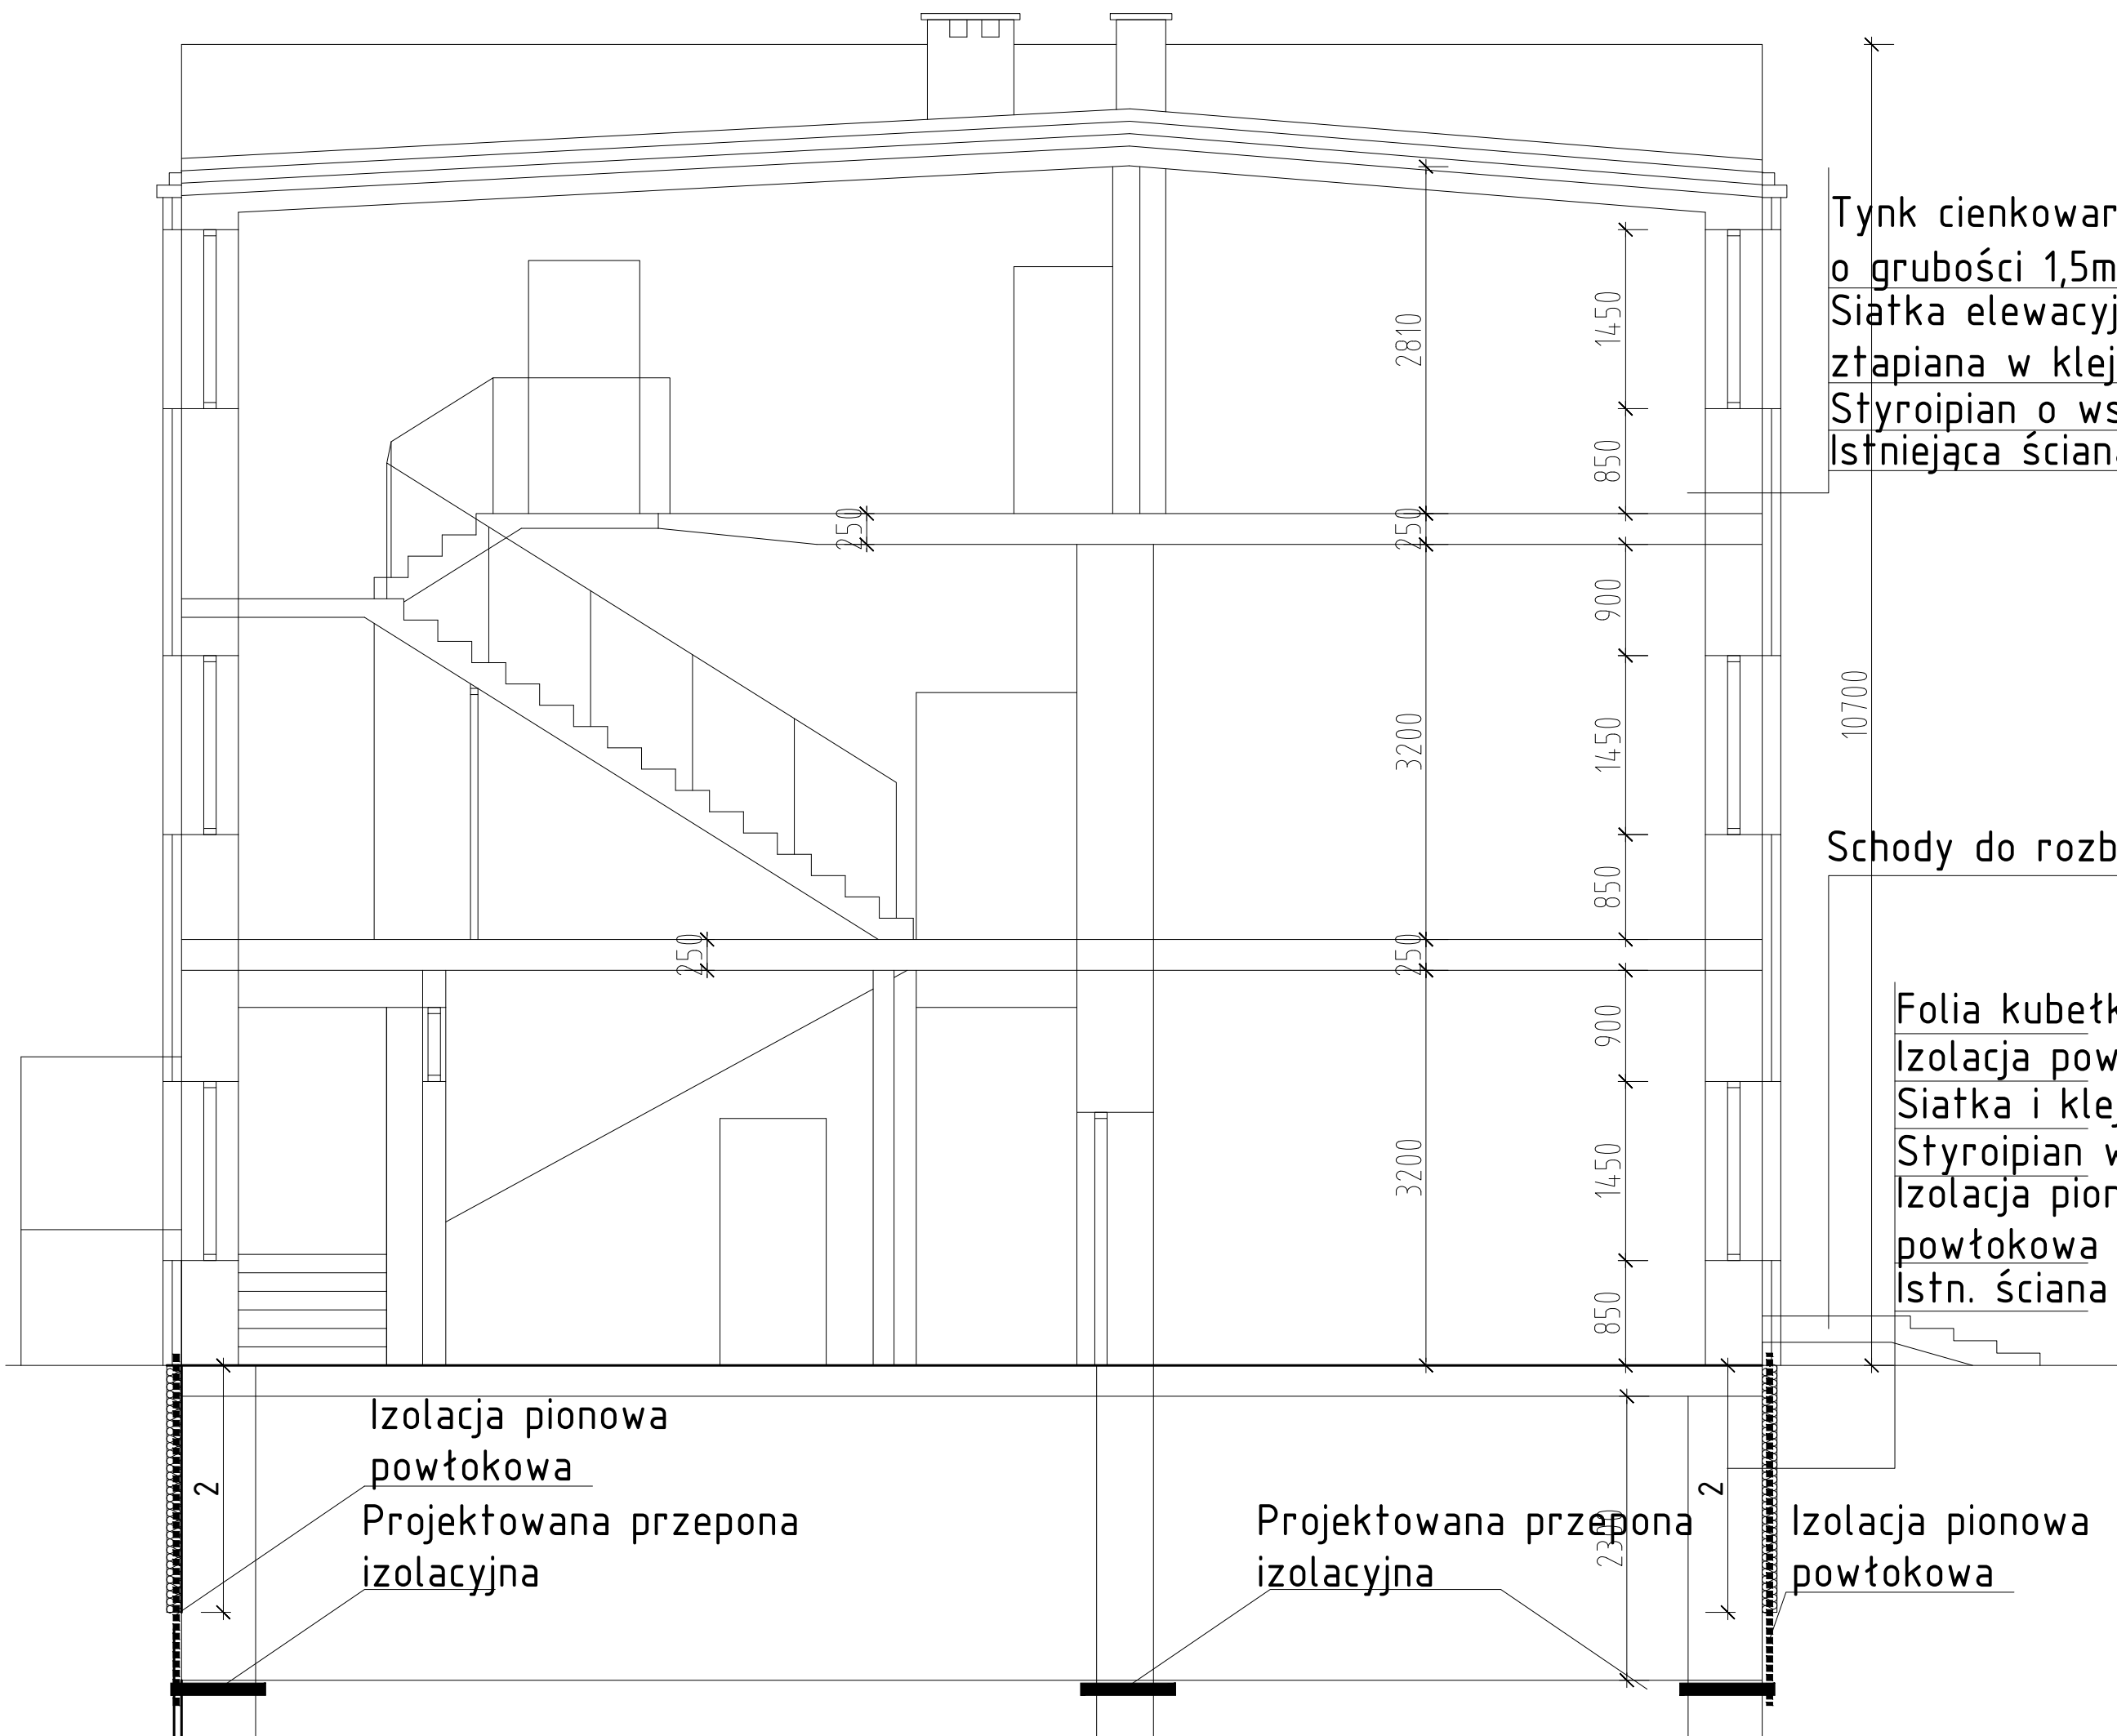 Tynk cienkowar
o grubości 1,5m
Siatka elewacyj
ztapiana w klej
Styroipian o ws
Istniejąca ściana
2810
1450
850
250
250
900
3200
1450
10700
850
Schody do rozb
250
250
900
3200
1450
850
Folia kubełk
Izolacja pow
Siatka i klej
Styroipian w
Izolacja pion
powłokowa
Istn. ściana
Izolacja pionowa
powłokowa
2
Projektowana przepona
izolacyjna
Projektowana przepona
izolacyjna
2300
2
Izolacja pionowa
powłokowa